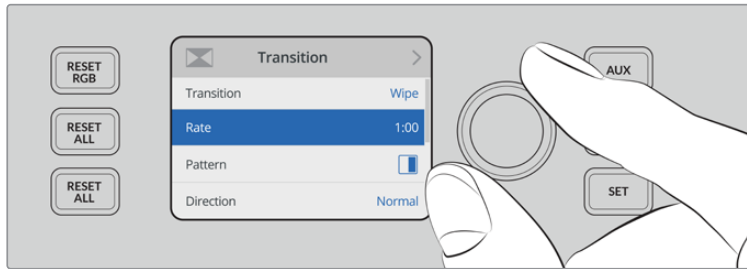 RESET
RGB
RESET
ALL
RESET
ALL
Transition
Transition Wipe
Rate 1:00
Pattern
Direction Normal
AUX
SET